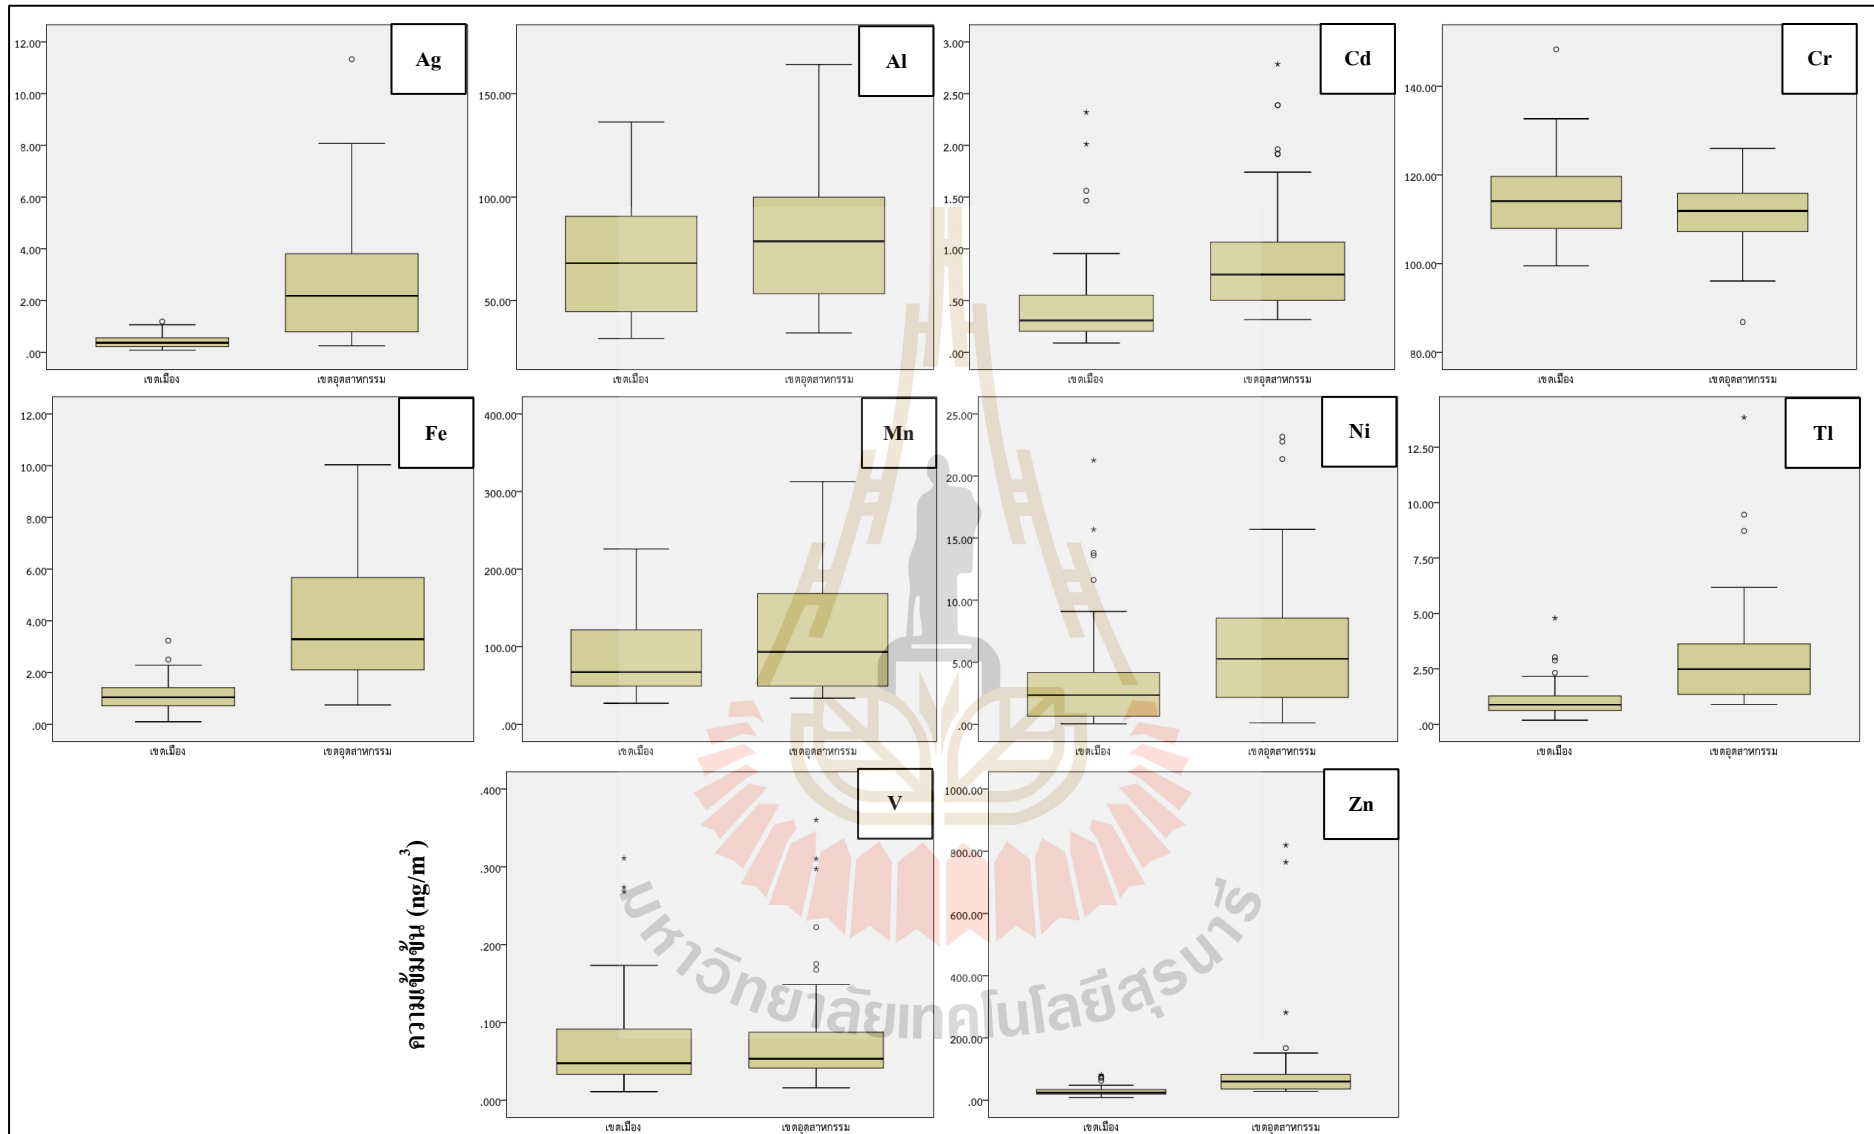 Ag
12.00
10.00
8.00
6.00
4.00
2.00
.00
เขตเมือง
เขตอุตสาหกรรม
Al
150.00
100.00
50.00
เขตเมือง
เขตอุตสาหกรรม
Cd
3.00
2.50
2.00
1.50
1.00
.50
.00
เขตเมือง
เขตอุตสาหกรรม
Cr
140.00
120.00
100.00
80.00
เขตเมือง
เขตอุตสาหกรรม
Fe
12.00
10.00
8.00
6.00
4.00
2.00
.00
เขตเมือง
เขตอุตสาหกรรม
Mn
400.00
300.00
200.00
100.00
.00
เขตเมือง
เขตอุตสาหกรรม
Ni
25.00
20.00
15.00
10.00
5.00
.00
เขตเมือง
เขตอุตสาหกรรม
Tl
12.50
10.00
7.50
5.00
2.50
.00
เขตเมือง
เขตอุตสาหกรรม
ความเข้มข้น (ng/m³)
V
.400
.300
.200
.100
.000
เขตเมือง
เขตอุตสาหกรรม
Zn
1000.00
800.00
600.00
400.00
200.00
.00
เขตเมือง
เขตอุตสาหกรรม
มหาวิทยาลัยเทคโนโลยีสุรนารี